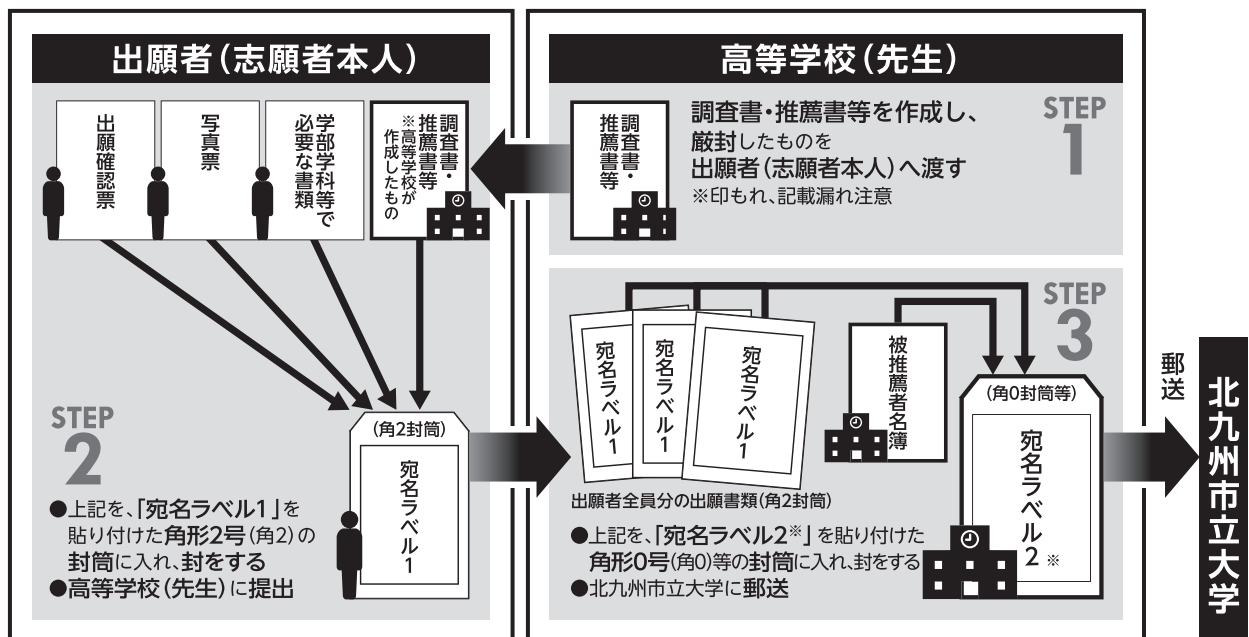 出願者(志願者本人)
出願確認票
写真票
学部学科等で
必要な書類
調査書・
推薦書等
※高等学校が
作成したもの
STEP
2
●上記を、「宛名ラベル1」を
貼り付けた角形2号(角2)の
封筒に入れ、封をする
●高等学校(先生)に提出
(角2封筒)
宛名ラベル1
高等学校(先生)
調査書・
推薦書等
調査書・推薦書等を作成し、
厳封したものを
出願者(志願者本人)へ渡す
※印もれ、記載漏れ注意
STEP
1
STEP
3
宛名ラベル1
宛名ラベル1
宛名ラベル1
出願者全員分の出願書類(角2封筒)
被推薦者名簿
(角0封筒等)
宛名ラベル2※
●上記を、「宛名ラベル2※」を貼り付けた
角形0号(角0)等の封筒に入れ、封をする
●北九州市立大学に郵送
郵送
北九州市立大学